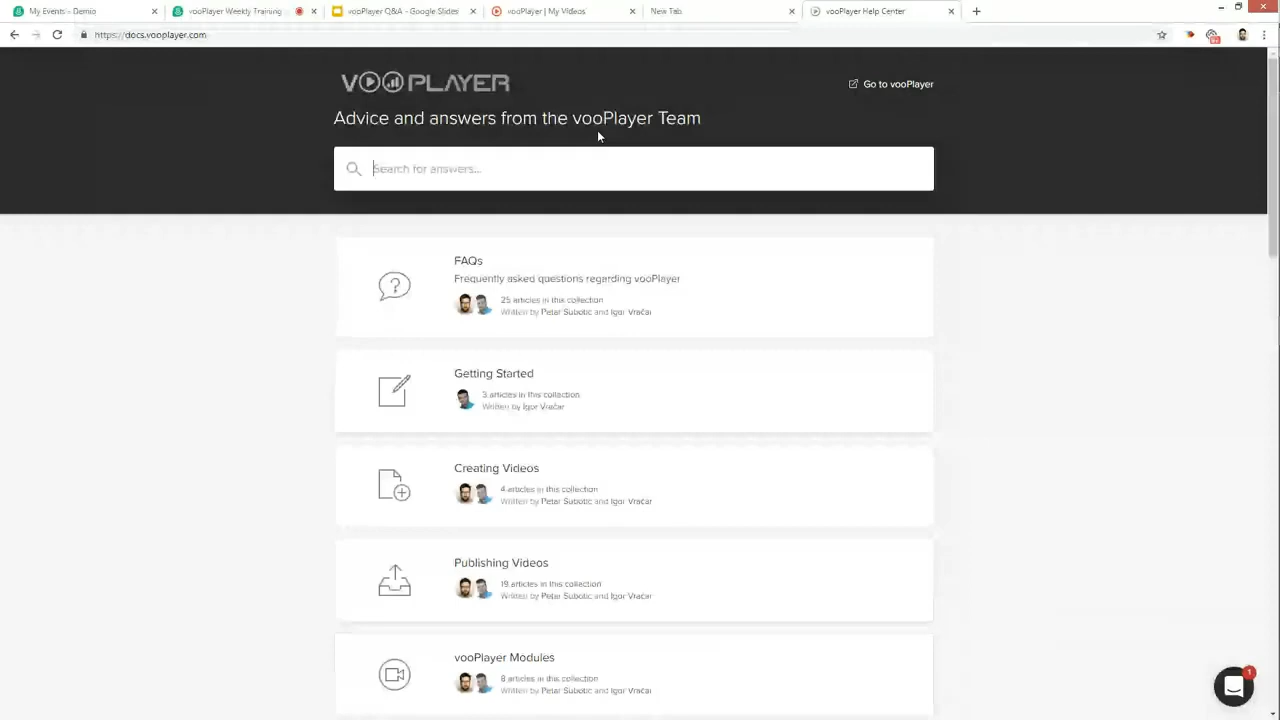 My Events - Demio
vooPlayer Weekly Training
vooPlayer Q&A - Google Slides
vooPlayer | My Videos
New Tab
vooPlayer Help Center
https://docs.vooplayer.com
VOOPLAYER
Go to vooPlayer
Advice and answers from the vooPlayer Team
Search for answers...
FAQs
Frequently asked questions regarding vooPlayer
25 articles in this collection
Written by Petar Subotic and Igor Vračar
Getting Started
3 articles in this collection
Written by Igor Vračar
Creating Videos
4 articles in this collection
Written by Petar Subotic and Igor Vračar
Publishing Videos
19 articles in this collection
Written by Petar Subotic and Igor Vračar
vooPlayer Modules
8 articles in this collection
Written by Petar Subotic and Igor Vračar
1